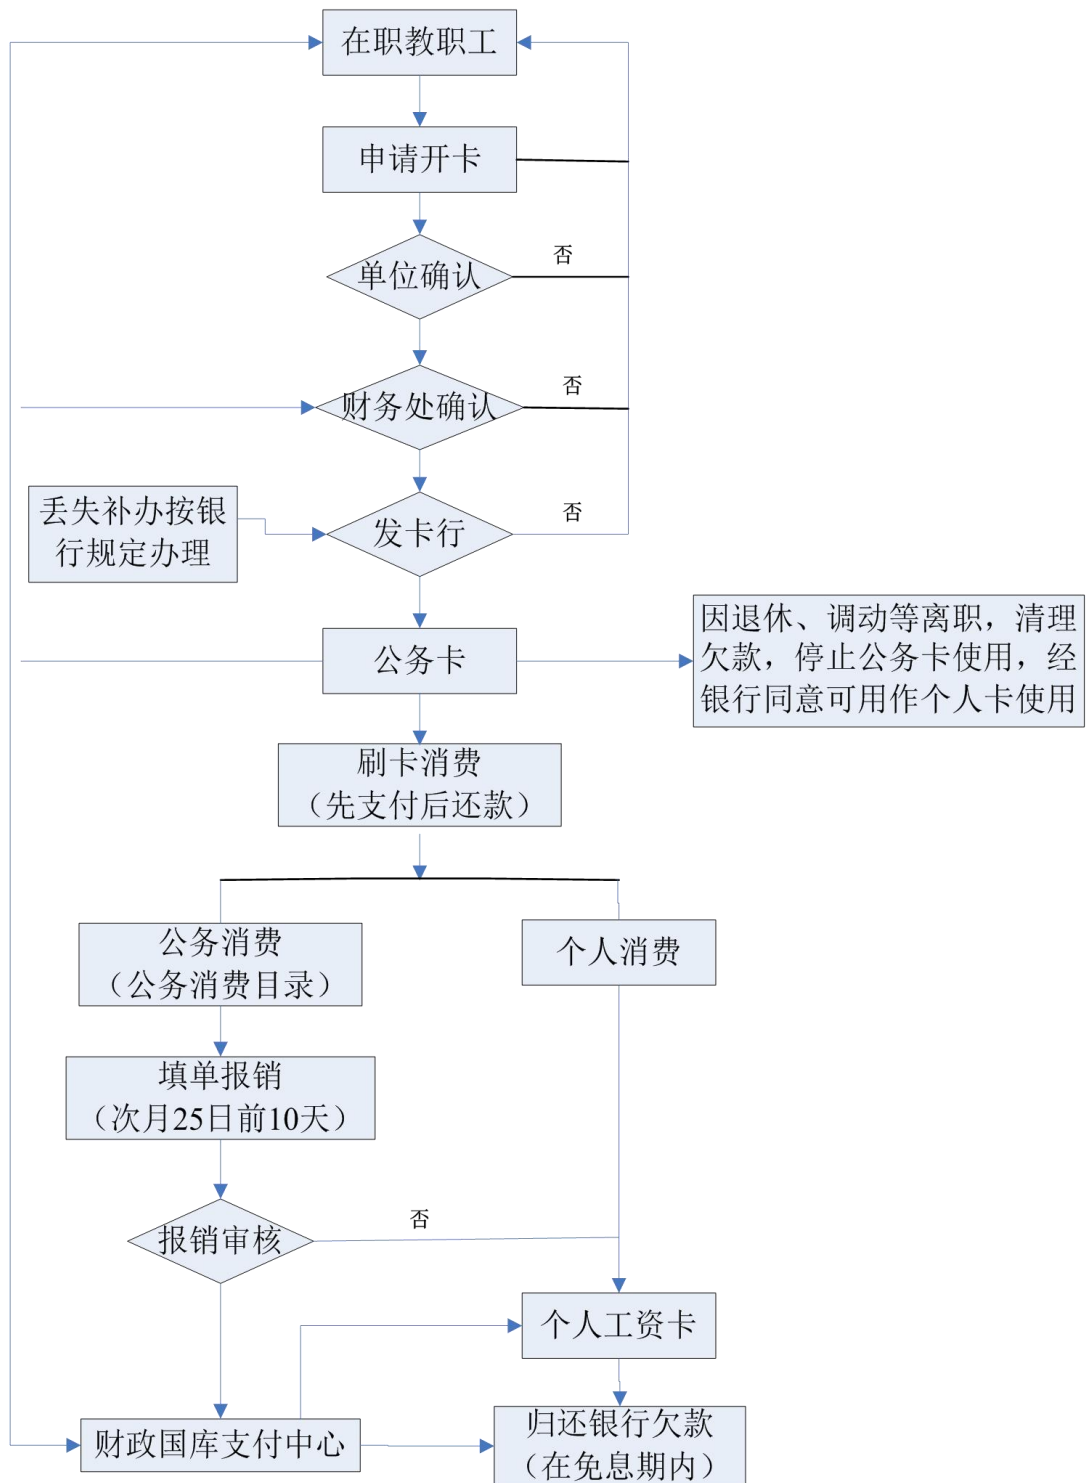 在职教职工
申请开卡
单位确认
否
财务处确认
否
丢失补办按银
行规定办理
发卡行
否
公务卡
因退休、调动等离职，清理
欠款，停止公务卡使用，经
银行同意可用作个人卡使用
刷卡消费
（先支付后还款）
公务消费
（公务消费目录）
个人消费
填单报销
（次月25日前10天）
报销审核
否
个人工资卡
财政国库支付中心
归还银行欠款
（在免息期内）